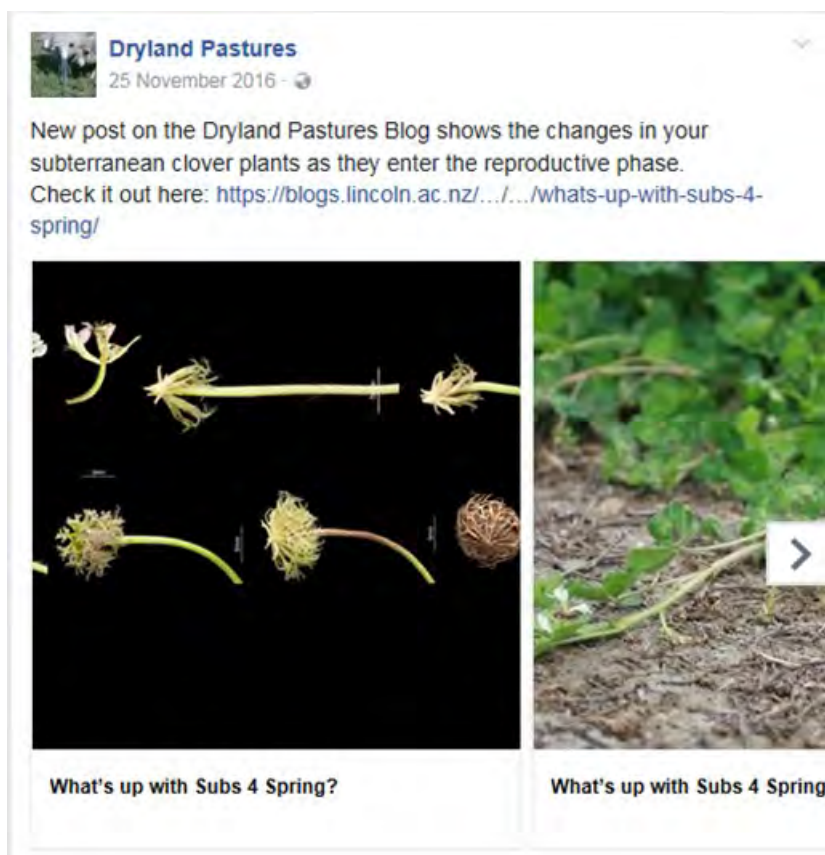 Dryland Pastures
25 November 2016 ·
New post on the Dryland Pastures Blog shows the changes in your
subterranean clover plants as they enter the reproductive phase.
Check it out here: https://blogs.lincoln.ac.nz/.../.../whats-up-with-subs-4-
spring/
What's up with Subs 4 Spring?
What's up with Subs 4 Spring